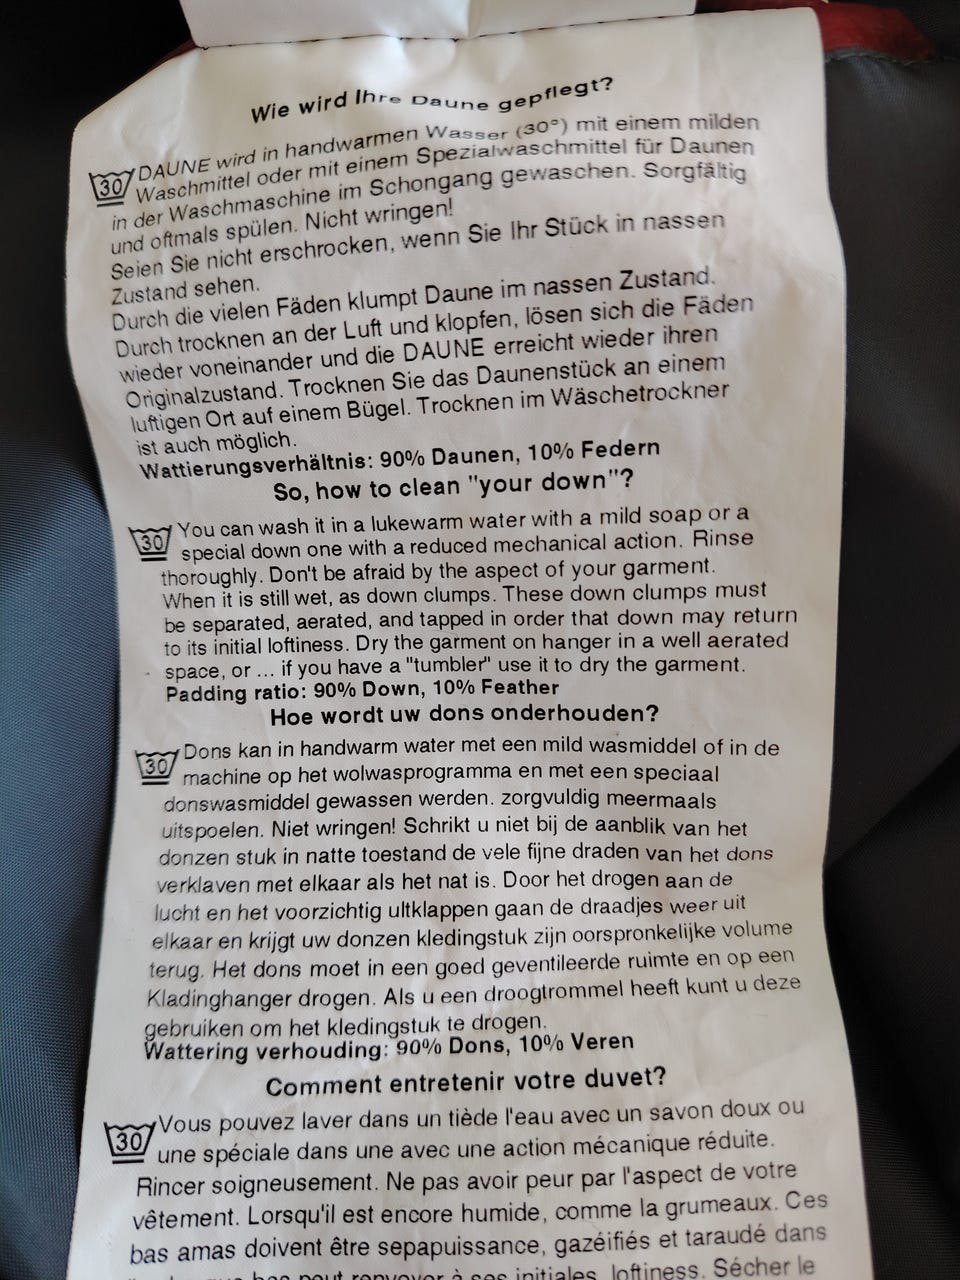 Wie wird Ihre Daune gepflegt?
30 DAUNE wird in handwarmen Wasser (30°) mit einem milden
Waschmittel oder mit einem Spezialwaschmittel für Daunen
in der Waschmaschine im Schongang gewaschen. Sorgfältig
und oftmals spülen. Nicht wringen!
Seien Sie nicht erschrocken, wenn Sie Ihr Stück in nassen
Zustand sehen.
Durch die vielen Fäden klumpt Daune im nassen Zustand.
Durch trocknen an der Luft und klopfen, lösen sich die Fäden
wieder voneinander und die DAUNE erreicht wieder ihren
Originalzustand. Trocknen Sie das Daunenstück an einem
luftigen Ort auf einem Bügel. Trocknen im Wäschetrockner
ist auch möglich.
Wattierungsverhältnis: 90% Daunen, 10% Federn
So, how to clean "your down"?
30 You can wash it in a lukewarm water with a mild soap or a
special down one with a reduced mechanical action. Rinse
thoroughly. Don't be afraid by the aspect of your garment.
When it is still wet, as down clumps. These down clumps must
be separated, aerated, and tapped in order that down may return
to its initial loftiness. Dry the garment on hanger in a well aerated
space, or ... if you have a "tumbler" use it to dry the garment.
Padding ratio: 90% Down, 10% Feather
Hoe wordt uw dons onderhouden?
30 Dons kan in handwarm water met een mild wasmiddel of in de
machine op het wolwasprogramma en met een speciaal
donswasmiddel gewassen werden. zorgvuldig meermaals
uitspoelen. Niet wringen! Schrikt u niet bij de aanblik van het
donzen stuk in natte toestand de vele fijne draden van het dons
verklaven met elkaar als het nat is. Door het drogen aan de
lucht en het voorzichtig ultklappen gaan de draadjes weer uit
elkaar en krijgt uw donzen kledingstuk zijn oorspronkelijke volume
terug. Het dons moet in een goed geventileerde ruimte en op een
Kladinghanger drogen. Als u een droogtrommel heeft kunt u deze
gebruiken om het kledingstuk te drogen.
Wattering verhouding: 90% Dons, 10% Veren
Comment entretenir votre duvet?
30 Vous pouvez laver dans un tiède l'eau avec un savon doux ou
une spéciale dans une avec une action mécanique réduite.
Rincer soigneusement. Ne pas avoir peur par l'aspect de votre
vêtement. Lorsqu'il est encore humide, comme la grumeaux. Ces
bas amas doivent être sepapuissance, gazéifiés et taraudé dans
que bas peut renvoyer à ses initiales. loftiness. Sécher le